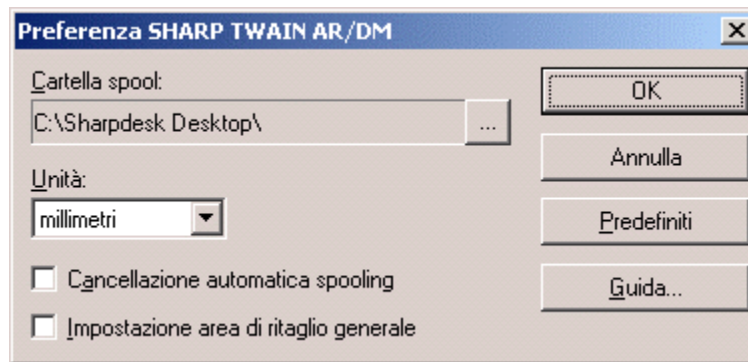 Preferenza SHARP TWAIN AR/DM
Cartella spool:
C:\Sharpdesk Desktop\
...
Unità:
millimetri
Cancellazione automatica spooling
Impostazione area di ritaglio generale
OK
Annulla
Predefiniti
Guida...